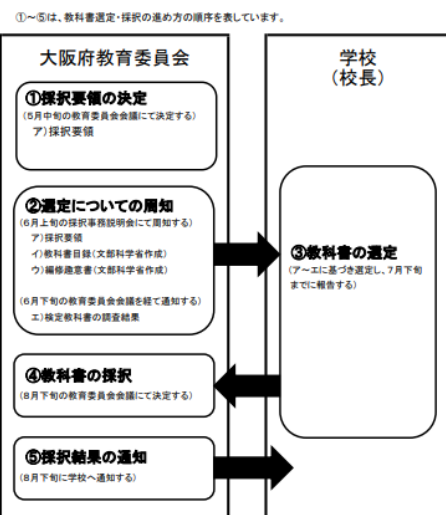 ①～⑤は、教科書選定・採択の進め方の順序を表しています。
大阪府教育委員会
①採択要領の決定
(5月中旬の教育委員会会議にて決定する)
ア)採択要領
②選定についての周知
(6月上旬の採択事務説明会にて周知する)
ア)採択要領
イ)教科書目録(文部科学省作成)
ウ)編修趣意書(文部科学省作成)
(6月下旬の教育委員会会議を経て通知する)
エ)検定教科書の調査結果
④教科書の採択
(8月下旬の教育委員会会議にて決定する)
⑤採択結果の通知
(8月下旬に学校へ通知する)
学校
(校長)
③教科書の選定
(ア～エに基づき選定し、7月下旬
までに報告する)